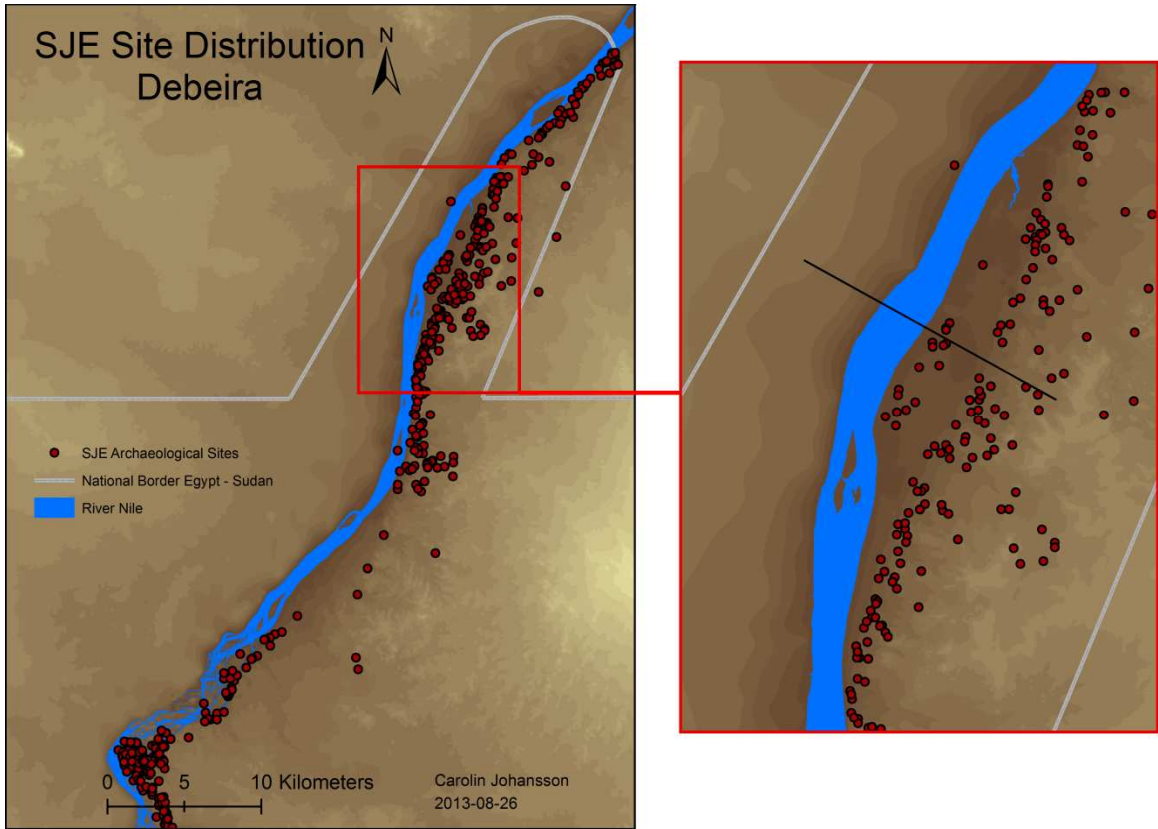 SJE Site Distribution
Debeira
N
SJE Archaeological Sites
National Border Egypt - Sudan
River Nile
0 5 10 Kilometers
Carolin Johansson
2013-08-26